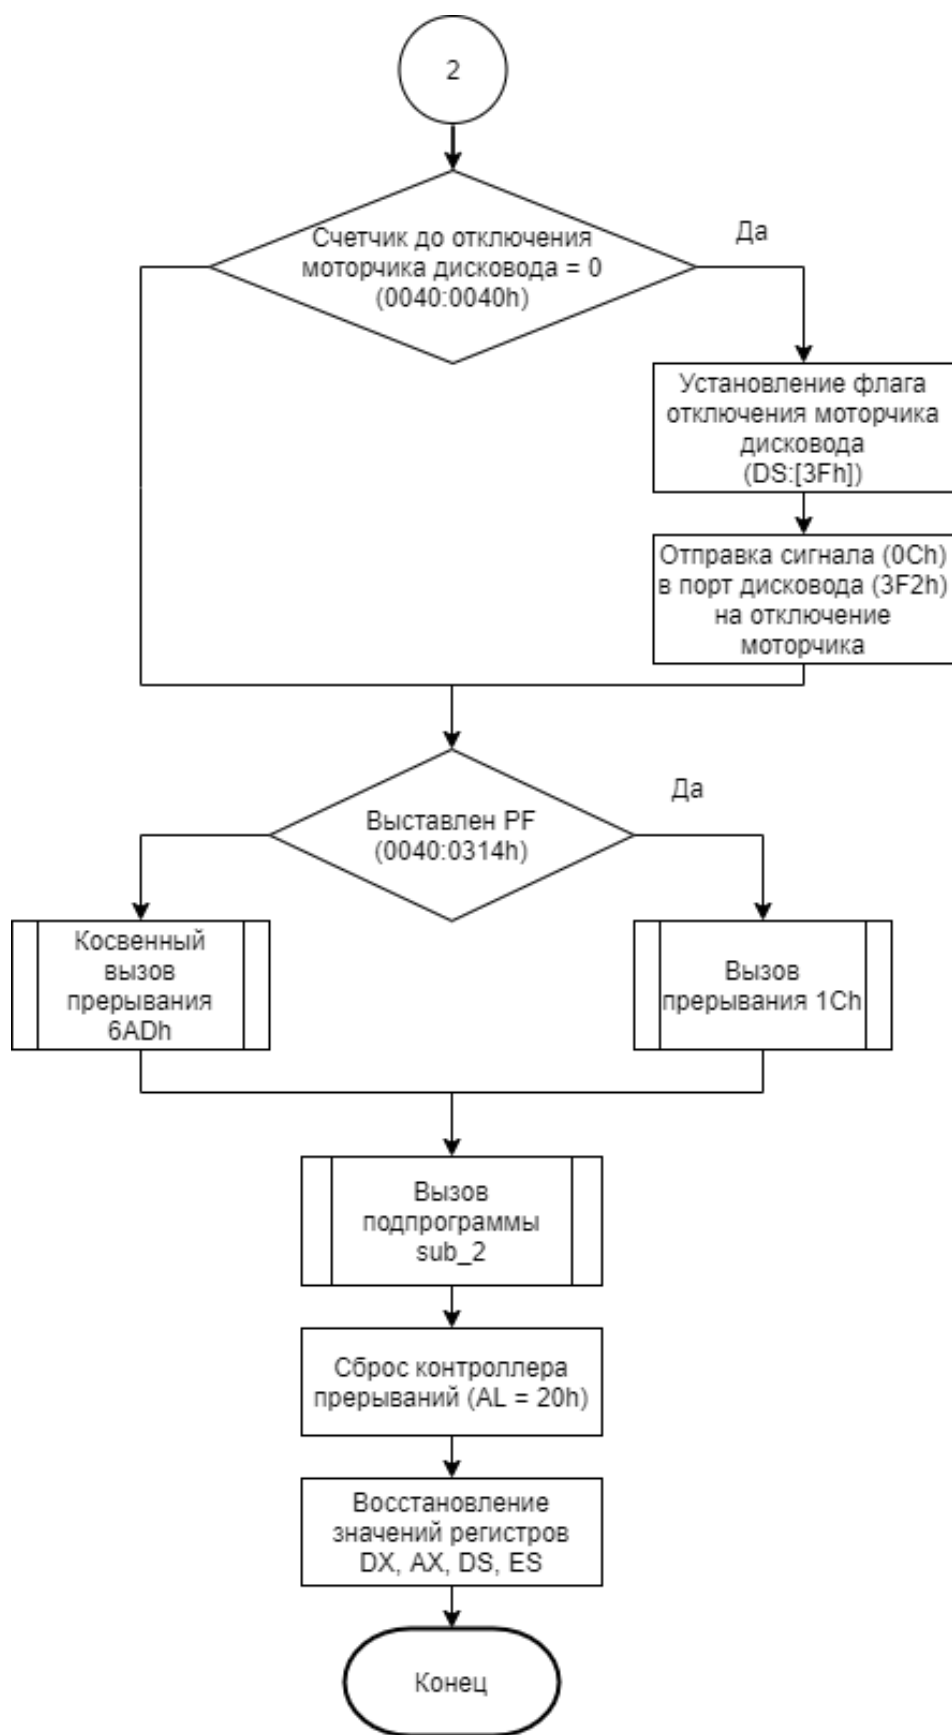 2
Счетчик до отключения
моторчика дисковода = 0
(0040:0040h)
Да
Установление флага
отключения моторчика
дисковода
(DS:[3Fh])
Отправка сигнала (0Ch)
в порт дисковода (3F2h)
на отключение
моторчика
Выставлен PF
(0040:0314h)
Да
Косвенный
вызов
прерывания
6ADh
Вызов
прерывания 1Ch
Вызов
подпрограммы
sub_2
Сброс контроллера
прерываний (AL = 20h)
Восстановление
значений регистров
DX, AX, DS, ES
Конец